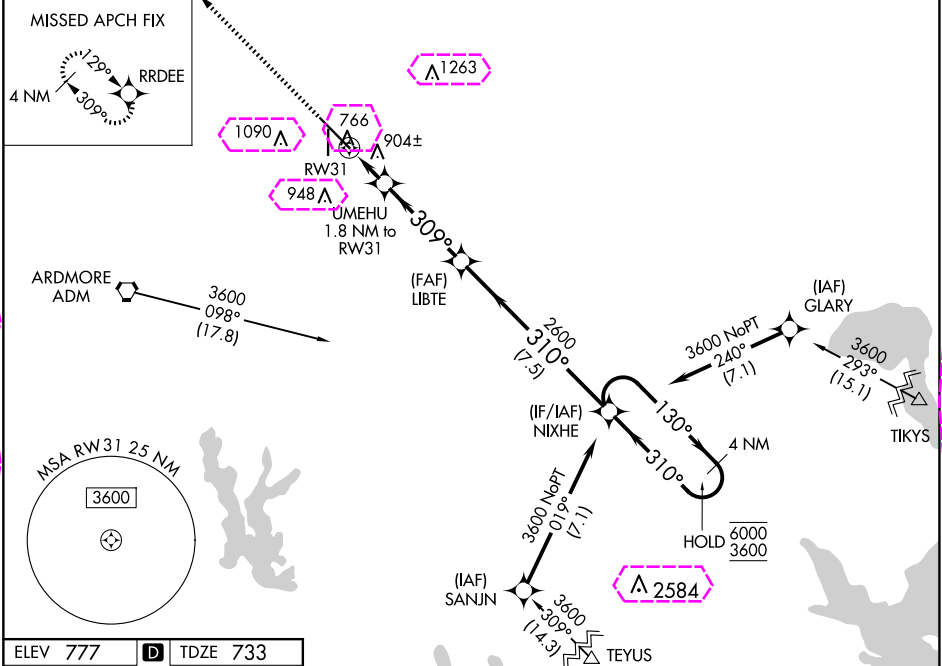 MISSED APCH FIX
129°
RRDEE
4 NM
309°
1263
1090
766
904±
RW31
948
UMEHU
1.8 NM to
RW31
309°
(FAF)
LIBTE
ARDMORE
ADM
3600
098°
(17.8)
2600
310°
(7.5)
(IAF)
GLARY
3600 NoPT
240°
(7.1)
3600
293°
(15.1)
TIKYS
(IF/IAF)
NIXHE
130°
4 NM
310°
MSA RW31 25 NM
3600
3600 NoPT
019°
(7.1)
HOLD 6000
3600
(IAF)
SANJN
2584
3600
309°
(14.3)
TEYUS
ELEV 777 D TDZE 733